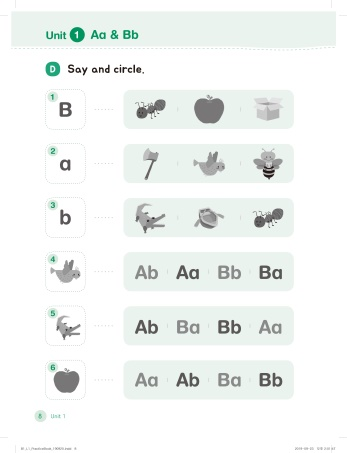 Unit 1 Aa & Bb
D Say and circle.
1 B
2 a
3 b
4 Ab Aa Bb Ba
5 Ab Ba Bb Aa
6 Aa Ab Ba Bb
8 Unit 1